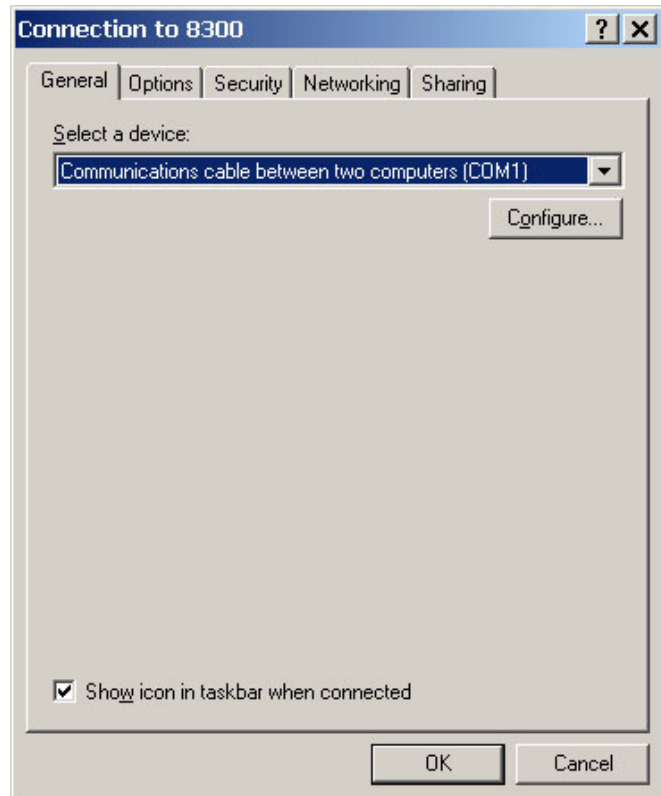 Connection to 8300
General Options Security Networking Sharing
Select a device:
Communications cable between two computers (COM1)
Configure...
Show icon in taskbar when connected
OK Cancel